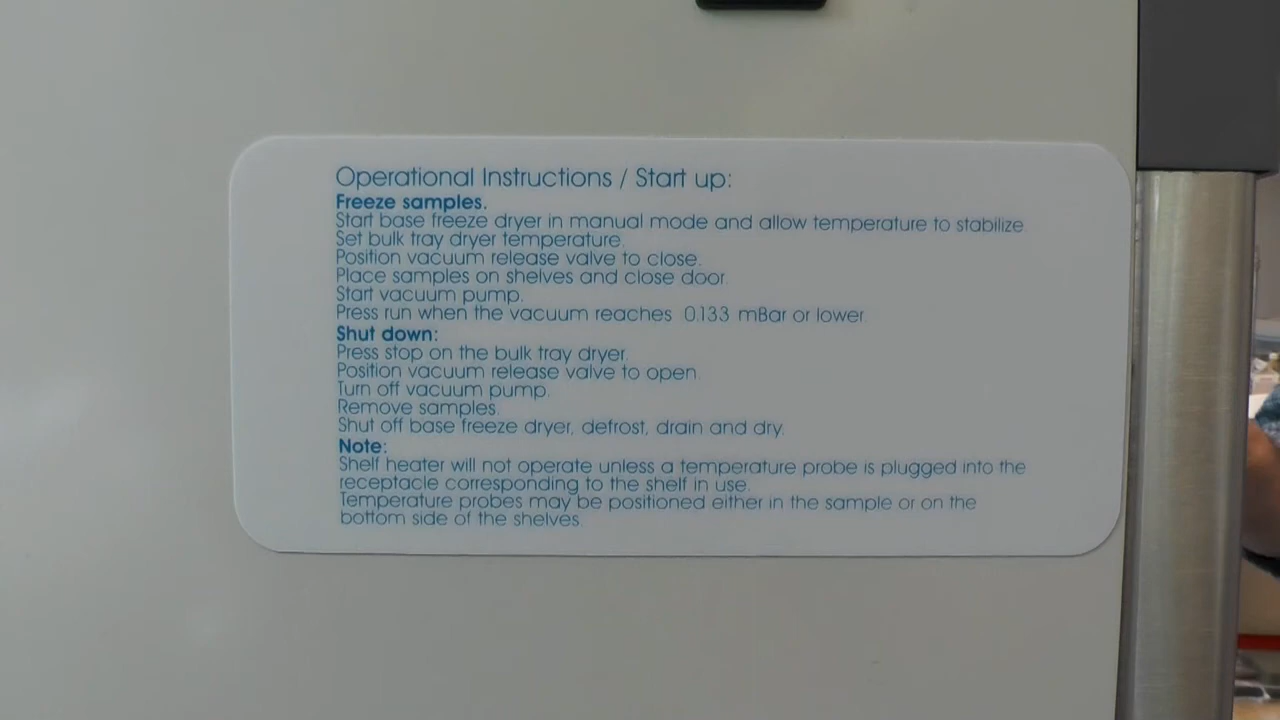 Operational Instructions / Start up:
Freeze samples.
Start base freeze dryer in manual mode and allow temperature to stabilize.
Set bulk tray dryer temperature.
Position vacuum release valve to close.
Place samples on shelves and close door.
Start vacuum pump.
Press run when the vacuum reaches 0.133 mBar or lower.
Shut down:
Press stop on the bulk tray dryer.
Position vacuum release valve to open.
Turn off vacuum pump.
Remove samples.
Shut off base freeze dryer, defrost, drain and dry.
Note:
Shelf heater will not operate unless a temperature probe is plugged into the
receptacle corresponding to the shelf in use.
Temperature probes may be positioned either in the sample or on the
bottom side of the shelves.